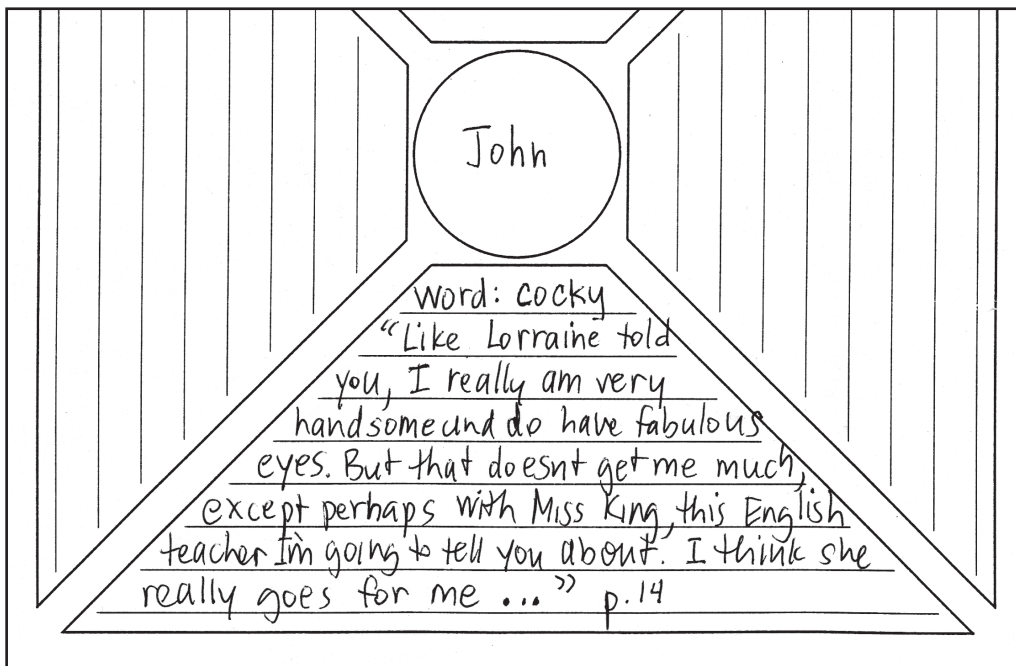 John
word: cocky
“Like Lorraine told
you, I really am very
handsome and do have fabulous
eyes. But that doesnt get me much,
except perhaps with Miss King, this English
teacher I'm going to tell you about. I think she
really goes for me ...” p.14